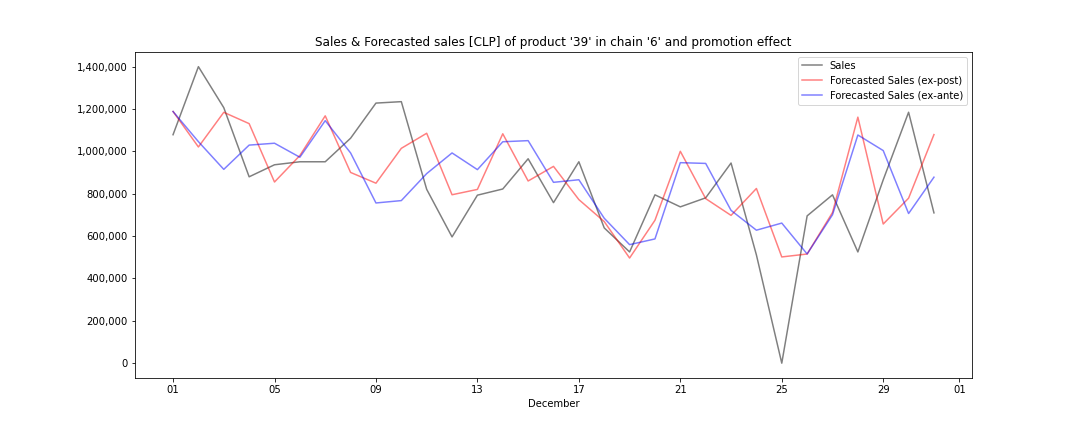 Sales & Forecasted sales [CLP] of product '39' in chain '6' and promotion effect
Sales
Forecasted Sales (ex-post)
Forecasted Sales (ex-ante)
1,400,000
1,200,000
1,000,000
800,000
600,000
400,000
200,000
0
01 05 09 13 17 21 25 29 01
December